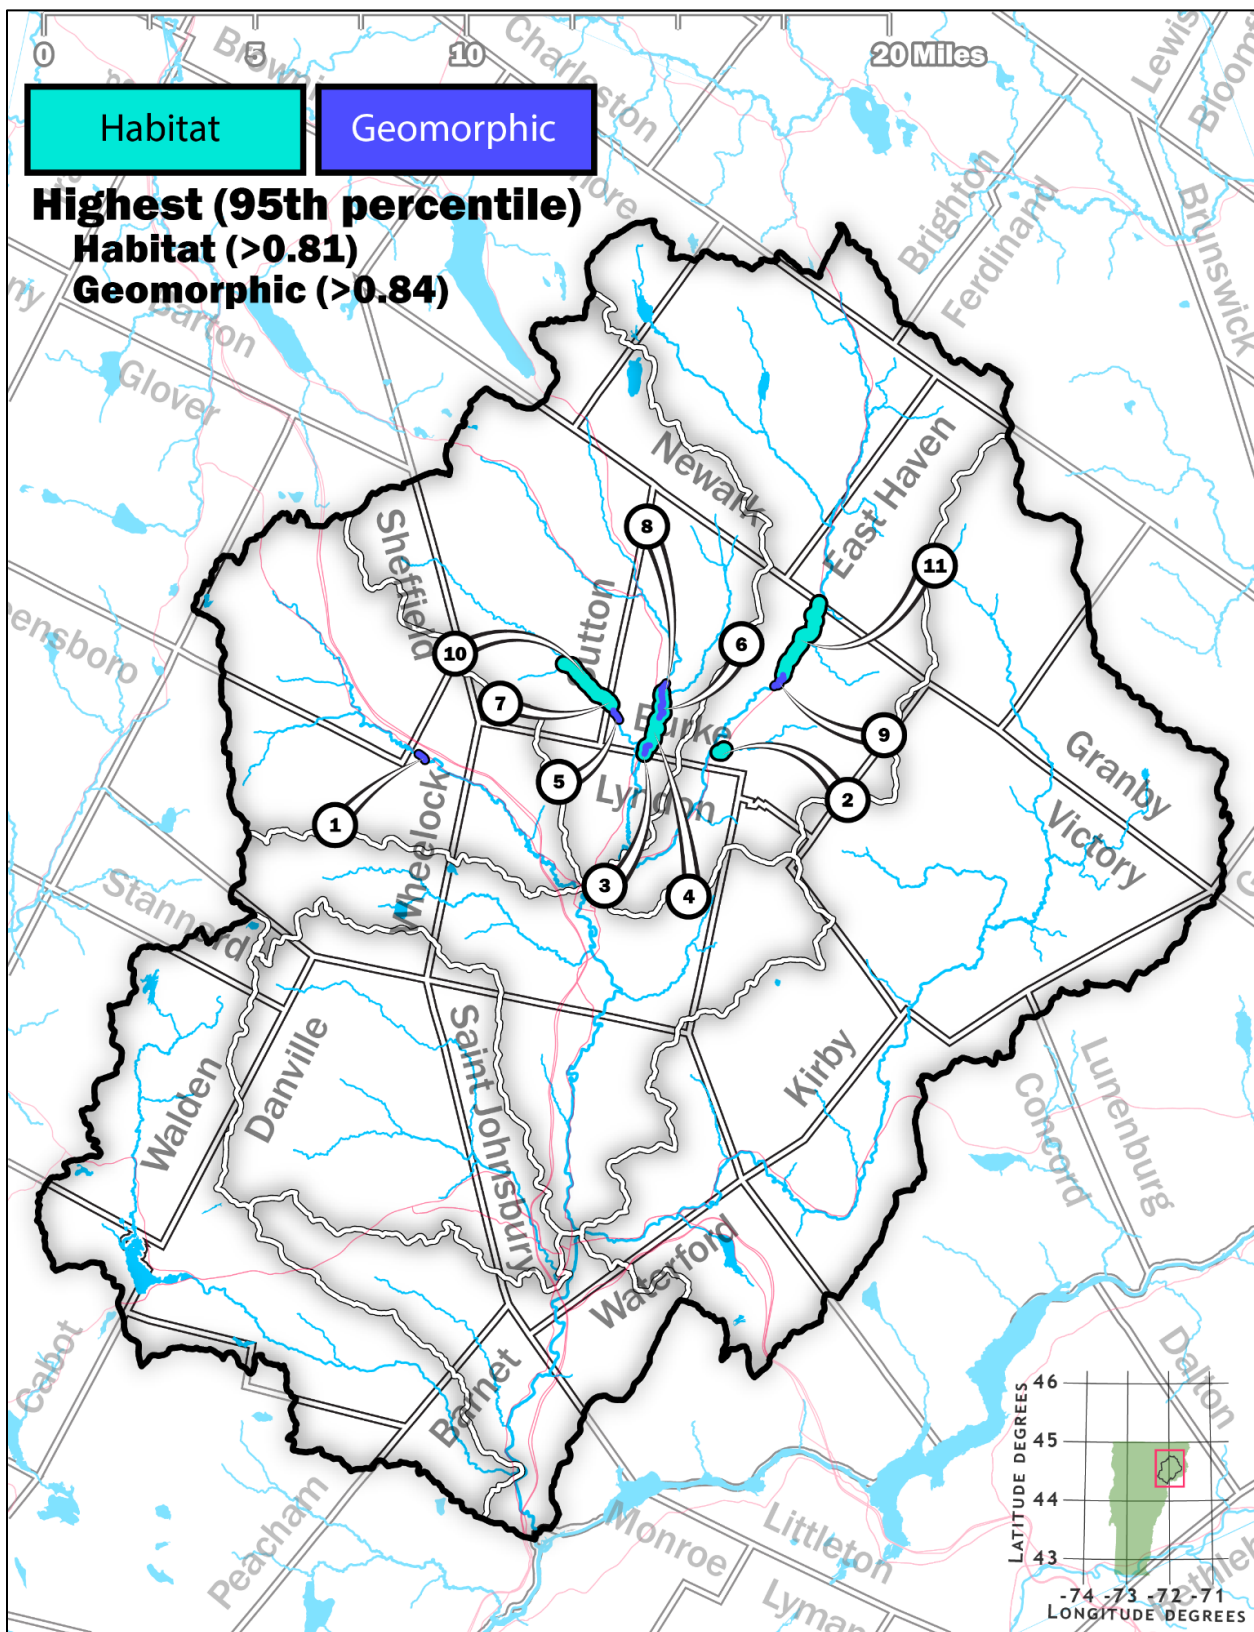 0 5 10 20 Miles
Charleston
Lewis
Habitat
Geomorphic
Highest (95th percentile)
Habitat (>0.81)
Geomorphic (>0.84)
Brighton
Ferdinand
Brunswick
Barton
Glover
Newark
East Haven
Sheffield
8
11
6
10
7
Burke
9
5
Lyndon
2
1
3
4
Wheelock
Granby
Victory
Stannard
Walden
Danville
Saint Johnsbury
Kirby
Concord
Lunenburg
Waterford
Barnet
Cabot
Peacham
Monroe
Littleton
Dalton
46
45
44
43
LATITUDE DEGREES
-74 -73 -72 -71
LONGITUDE DEGREES